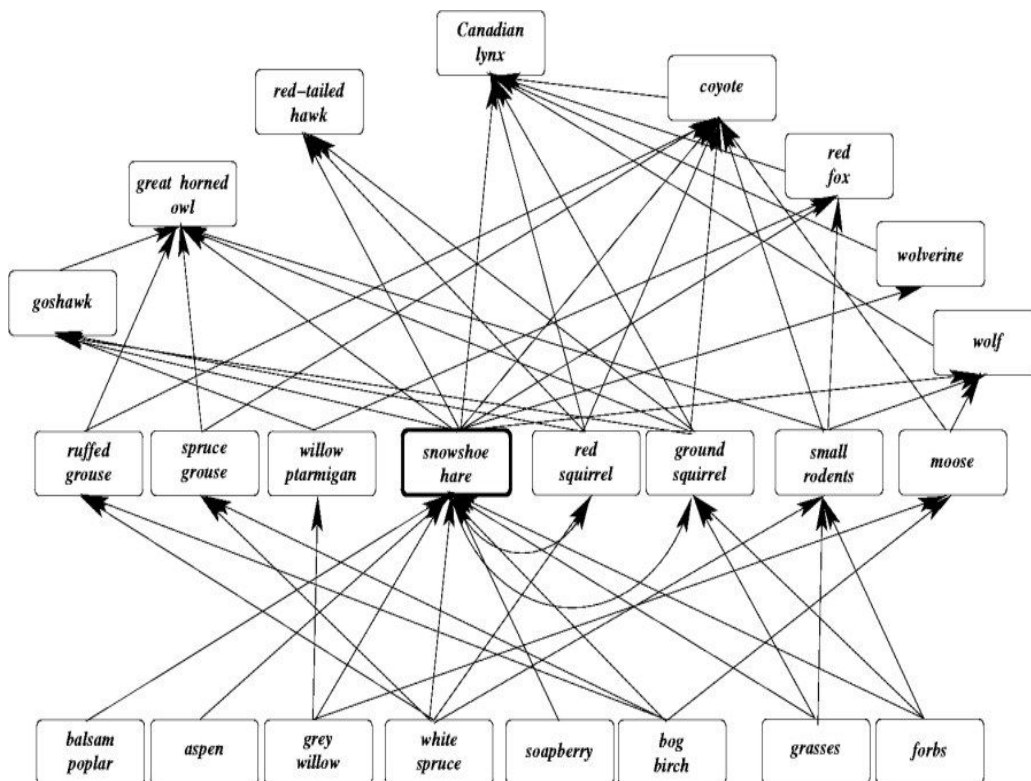 Canadian
lynx
coyote
red-tailed
hawk
red
fox
great horned
owl
wolverine
goshawk
wolf
ruffed
grouse
spruce
grouse
willow
ptarmigan
snowshoe
hare
red
squirrel
ground
squirrel
small
rodents
moose
balsam
poplar
aspen
grey
willow
white
spruce
soapberry
bog
birch
grasses
forbs